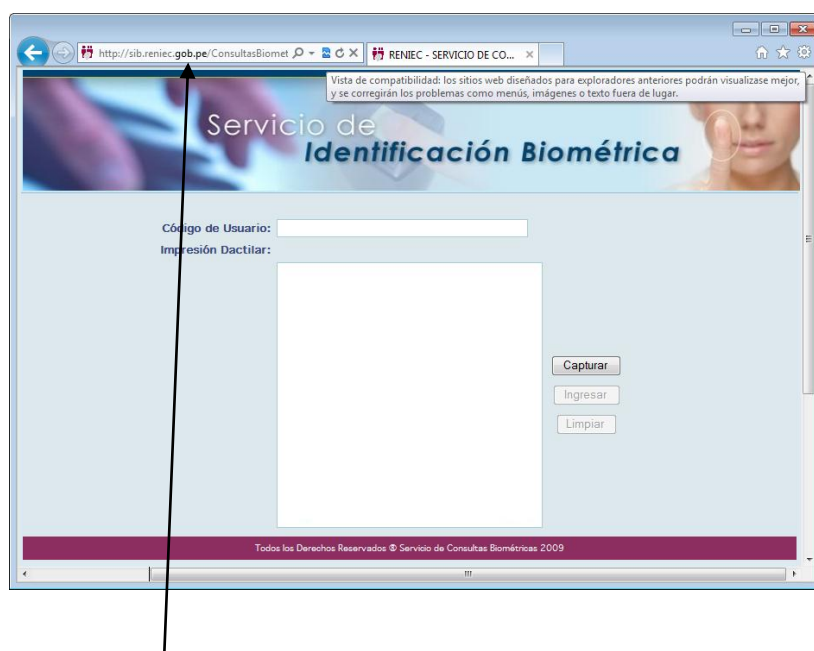 http://sib.reniec.gob.pe/ConsultasBiomet
RENIEC - SERVICIO DE CO...
Vista de compatibilidad: los sitios web diseñados para exploradores anteriores podrán visualizase mejor,
y se corregirán los problemas como menús, imágenes o texto fuera de lugar.
Servicio de
Identificación Biométrica
Código de Usuario:
Impresión Dactilar:
Capturar
Ingresar
Limpiar
Todos los Derechos Reservados ® Servicio de Consultas Biométricas 2009